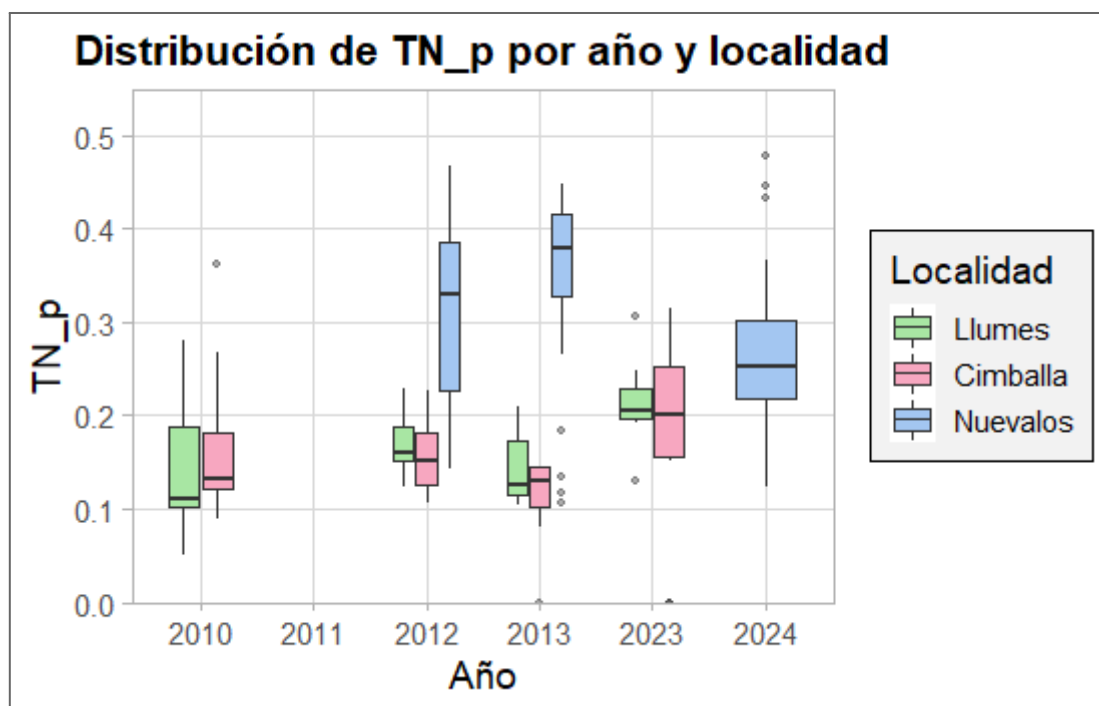 Distribución de TN_p por año y localidad
TN_p
0.5
0.4
0.3
0.2
0.1
0.0
2010 2011 2012 2013 2023 2024
Año
Localidad
Llumes
Cimballa
Nuevalos